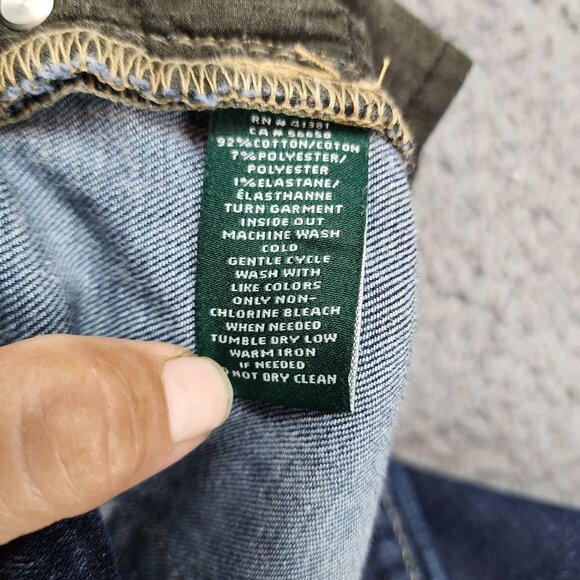 RN # 41381
CA # 56658
92% COTTON/COTON
7% POLYESTER/
POLYESTER
1% ELASTANE/
ÉLASTHANNE
TURN GARMENT
INSIDE OUT
MACHINE WASH
COLD
GENTLE CYCLE
WASH WITH
LIKE COLORS
ONLY NON-
CHLORINE BLEACH
WHEN NEEDED
TUMBLE DRY LOW
WARM IRON
IF NEEDED
NOT DRY CLEAN